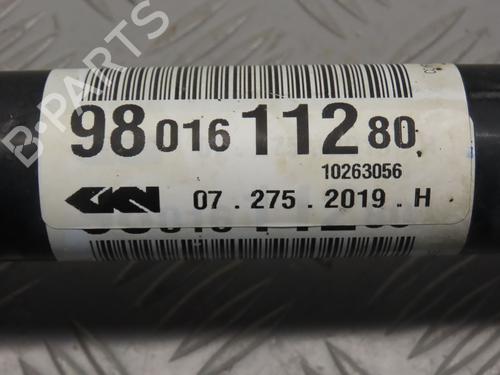 B-PARTS
98 016 112 80
10263056
GKN 07 . 275 . 2019 . H